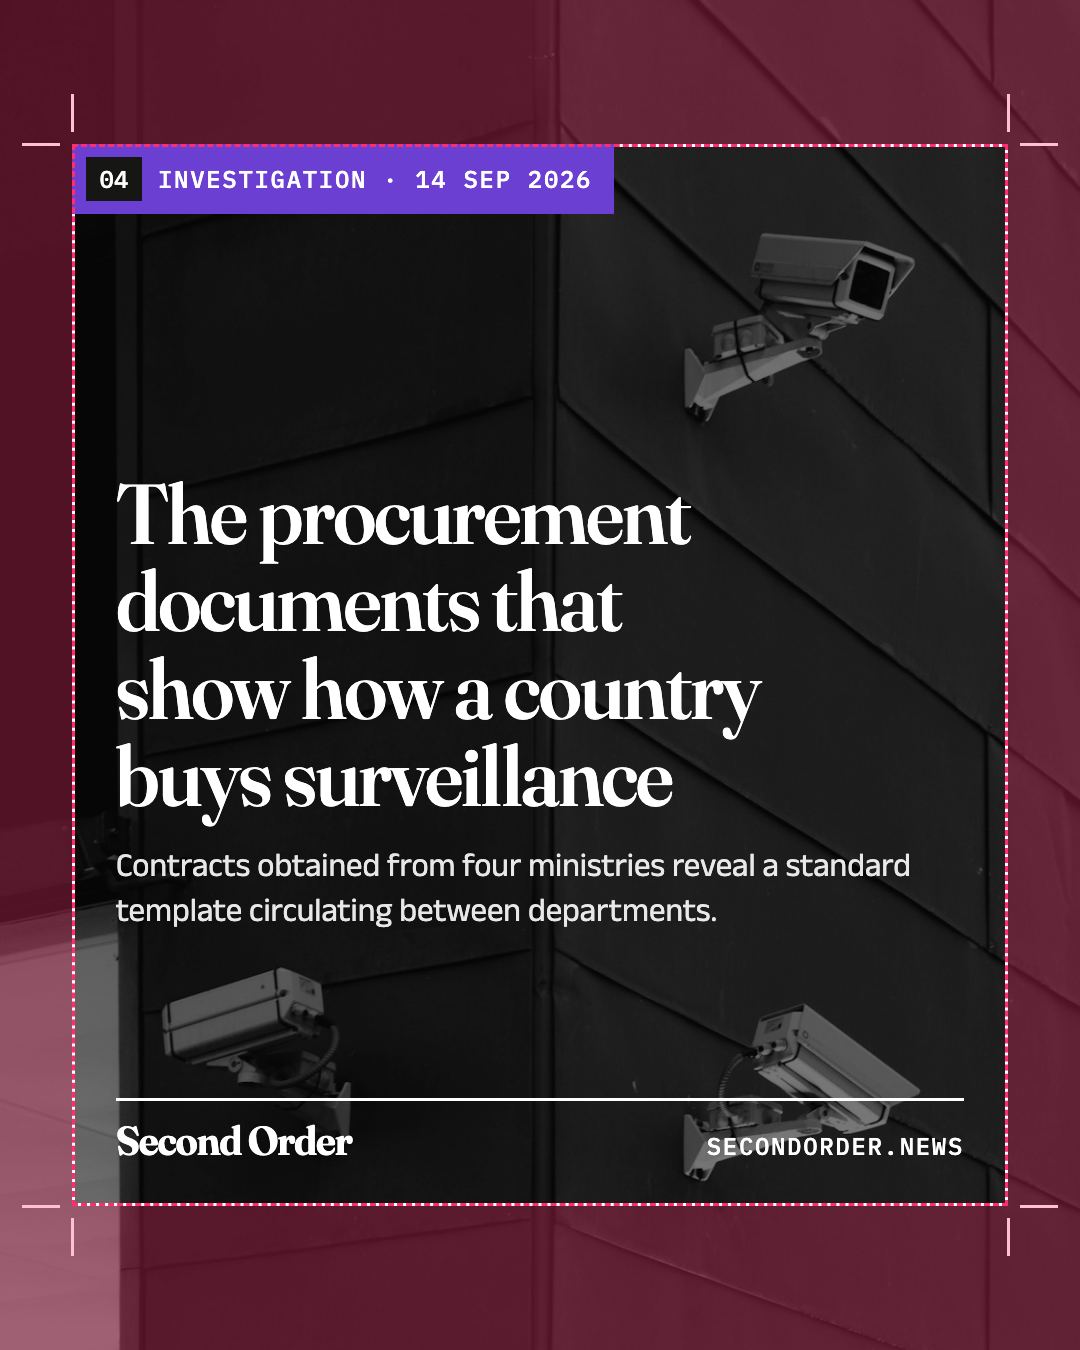 04 INVESTIGATION · 14 SEP 2026
The procurement
documents that
show how a country
buys surveillance
Contracts obtained from four ministries reveal a standard
template circulating between departments.
Second Order
SECONDORDER.NEWS